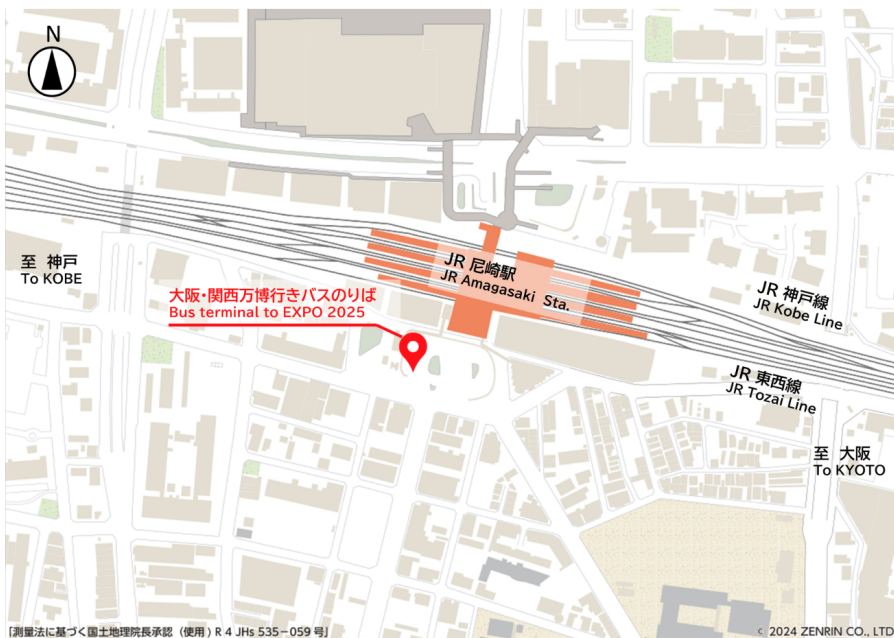 N
JR 尼崎駅
JR Amagasaki Sta.
至 神戸
To KOBE
大阪・関西万博行きバスのりば
Bus terminal to EXPO 2025
JR 神戸線
JR Kobe Line
JR 東西線
JR Tozai Line
至 大阪
To KYOTO
[測量法に基づく国土地理院長承認（使用）R 4 JHs 535－059 号]
© 2024 ZENRIN CO., LTD